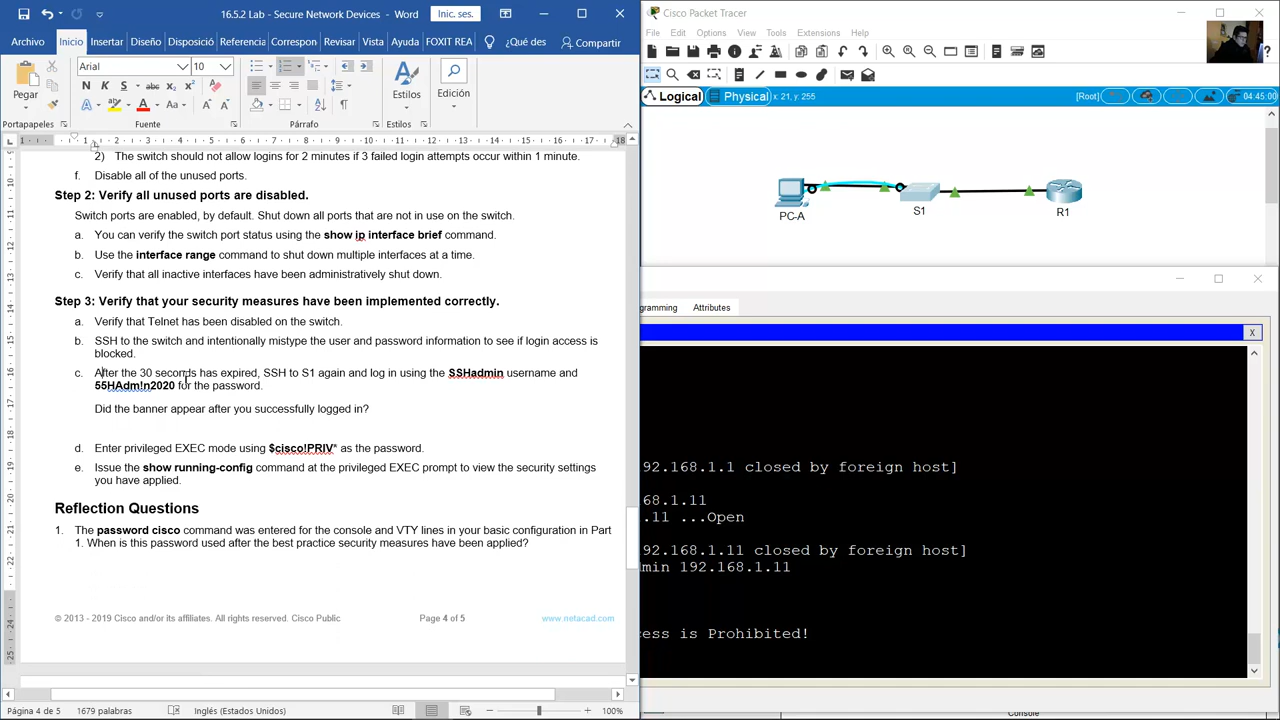 16.5.2 Lab - Secure Network Devices - Word
Inic. ses.
Cisco Packet Tracer
Archivo Inicio Inser Diseño Disposició Referencia Correspon Revisar Vista Ayuda FOXIT REA ¿Qué des Compartir
File Edit Options View Tools Extensions Help
Arial 10
Pegar
N K S
Aa
Estilos
Edición
Portapapeles Fuente Párrafo Estilos
Logical Physical x: 21, y: 255
[Root] 04:45:00
2) The switch should not allow logins for 2 minutes if 3 failed login attempts occur within 1 minute.
f. Disable all of the unused ports.
Step 2: Verify all unused ports are disabled.
Switch ports are enabled, by default. Shut down all ports that are not in use on the switch.
a. You can verify the switch port status using the show ip interface brief command.
b. Use the interface range command to shut down multiple interfaces at a time.
c. Verify that all inactive interfaces have been administratively shut down.
Step 3: Verify that your security measures have been implemented correctly.
a. Verify that Telnet has been disabled on the switch.
b. SSH to the switch and intentionally mistype the user and password information to see if login access is
blocked.
c. After the 30 seconds has expired, SSH to S1 again and log in using the SSHadmin username and
55HAdm!n2020 for the password.
Did the banner appear after you successfully logged in?
d. Enter privileged EXEC mode using $cisco!PRIV* as the password.
e. Issue the show running-config command at the privileged EXEC prompt to view the security settings
you have applied.
Reflection Questions
1. The password cisco command was entered for the console and VTY lines in your basic configuration in Part
1. When is this password used after the best practice security measures have been applied?
© 2013 - 2019 Cisco and/or its affiliates. All rights reserved. Cisco Public Page 4 of 5 www.netacad.com
Página 4 de 5 1679 palabras Inglés (Estados Unidos) 100%
PC-A
S1
R1
gramming Attributes
X
92.168.1.1 closed by foreign host]
68.1.11
.11 ...Open
92.168.1.11 closed by foreign host]
min 192.168.1.11
cess is Prohibited!
Console